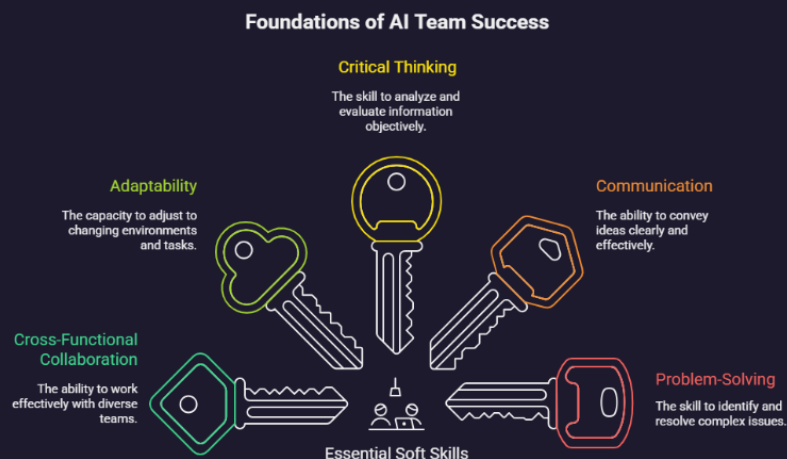 Foundations of AI Team Success
Critical Thinking
The skill to analyze and
evaluate information
objectively.
Adaptability
The capacity to adjust to
changing environments
and tasks.
Communication
The ability to convey
ideas clearly and
effectively.
Cross-Functional
Collaboration
The ability to work
effectively with diverse
teams.
Problem-Solving
The skill to identify and
resolve complex issues.
Essential Soft Skills